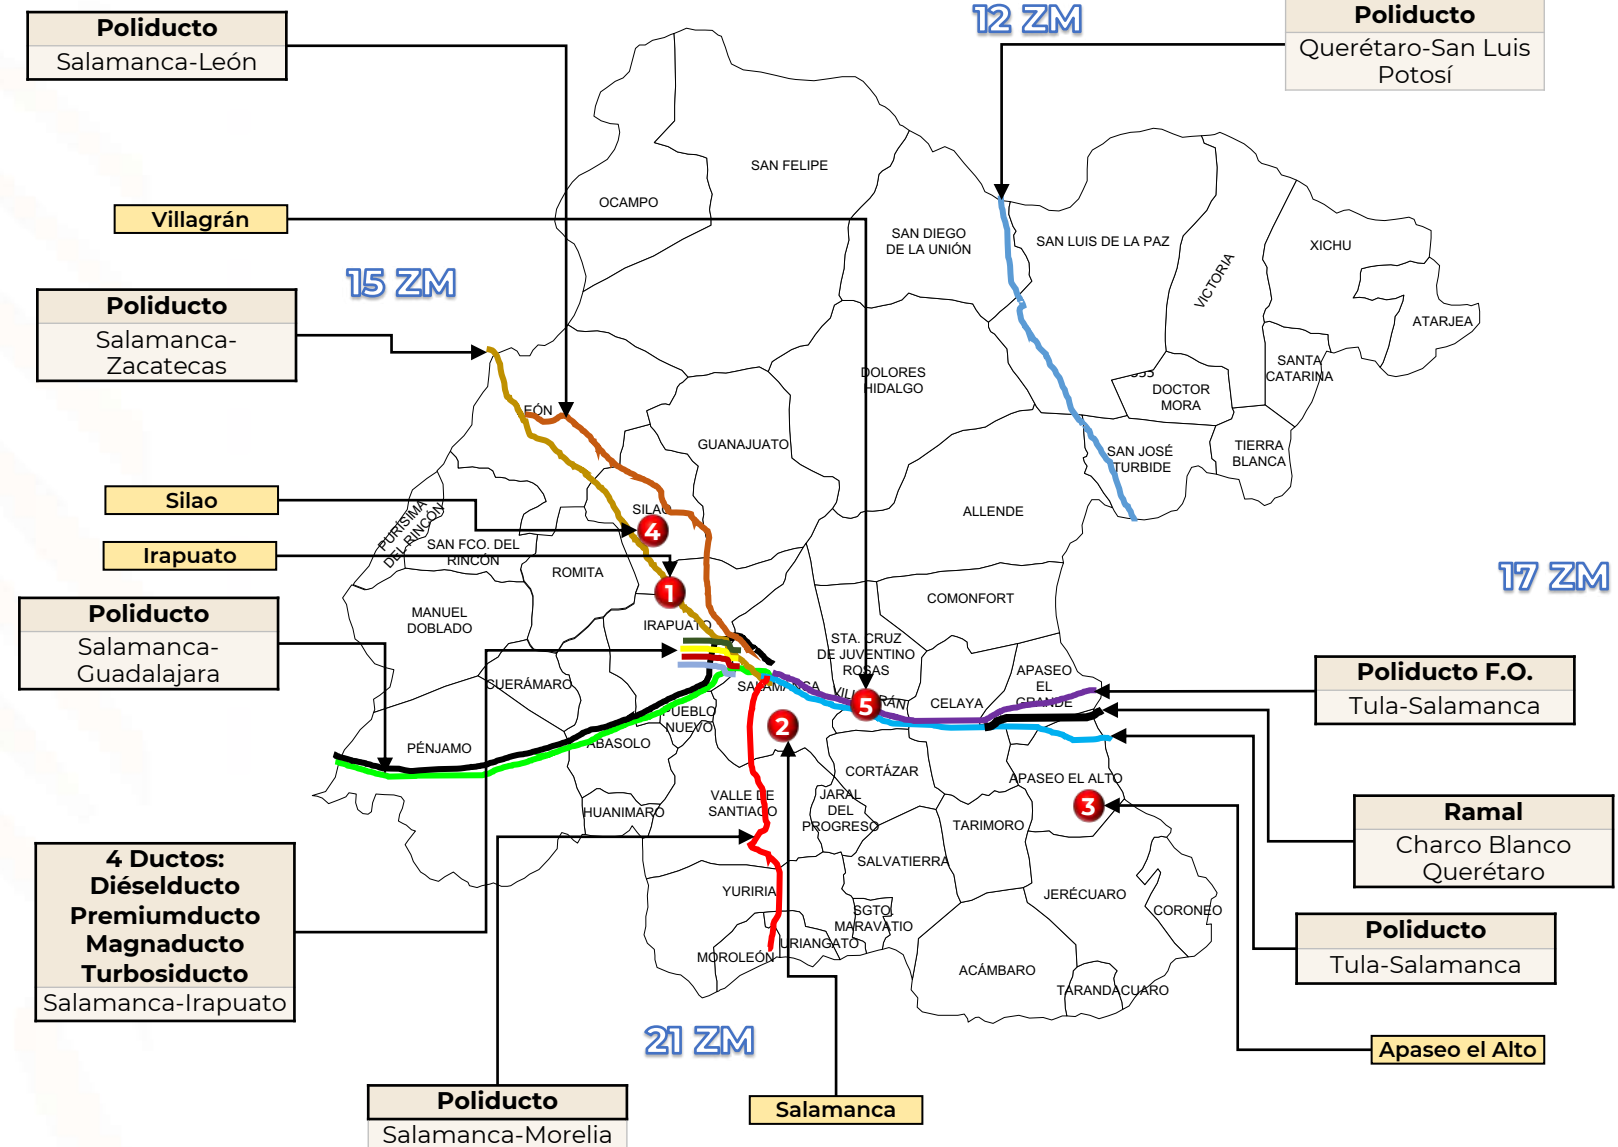 Poliducto
Salamanca-León
12 ZM
Poliducto
Querétaro-San Luis
Potosí
Villagrán
15 ZM
Poliducto
Salamanca-
Zacatecas
Silao
Irapuato
Poliducto
Salamanca-
Guadalajara
4 Ductos:
Diéselducto
Premiumducto
Magnaducto
Turbosiducto
Salamanca-Irapuato
Poliducto
Salamanca-Morelia
21 ZM
Salamanca
17 ZM
Poliducto F.O.
Tula-Salamanca
Ramal
Charco Blanco
Querétaro
Poliducto
Tula-Salamanca
Apaseo el Alto
SAN FELIPE
OCAMPO
SAN DIEGO
DE LA UNIÓN
SAN LUIS DE LA PAZ
VICTORIA
XICHU
ATARJEA
SANTA
CATARINA
DOCTOR
MORA
TIERRA
BLANCA
SAN JOSÉ
TURBIDE
DOLORES
HIDALGO
EÓN
GUANAJUATO
SILAO
4
ALLENDE
PURÍSIMA
DEL RINCÓN
SAN FCO. DEL
RINCÓN
ROMITA
1
IRAPUATO
MANUEL
DOBLADO
COMONFORT
STA. CRUZ
DE JUVENTINO
ROSAS
APASEO
EL
GRANDE
CUERÁMARO
SALAMANCA
5
CELAYA
PUEBLO
NUEVO
2
PÉNJAMO
ABASOLO
CORTÁZAR
APASEO EL ALTO
3
HUANIMARO
VALLE DE
SANTIAGO
JARAL
DEL
PROGRESO
TARIMORO
SALVATIERRA
YURIRIA
JERÉCUARO
SGTO.
MARAVATIO
CORONEO
MOROLEÓN
URIANGATO
ACÁMBARO
TARANDACUARO